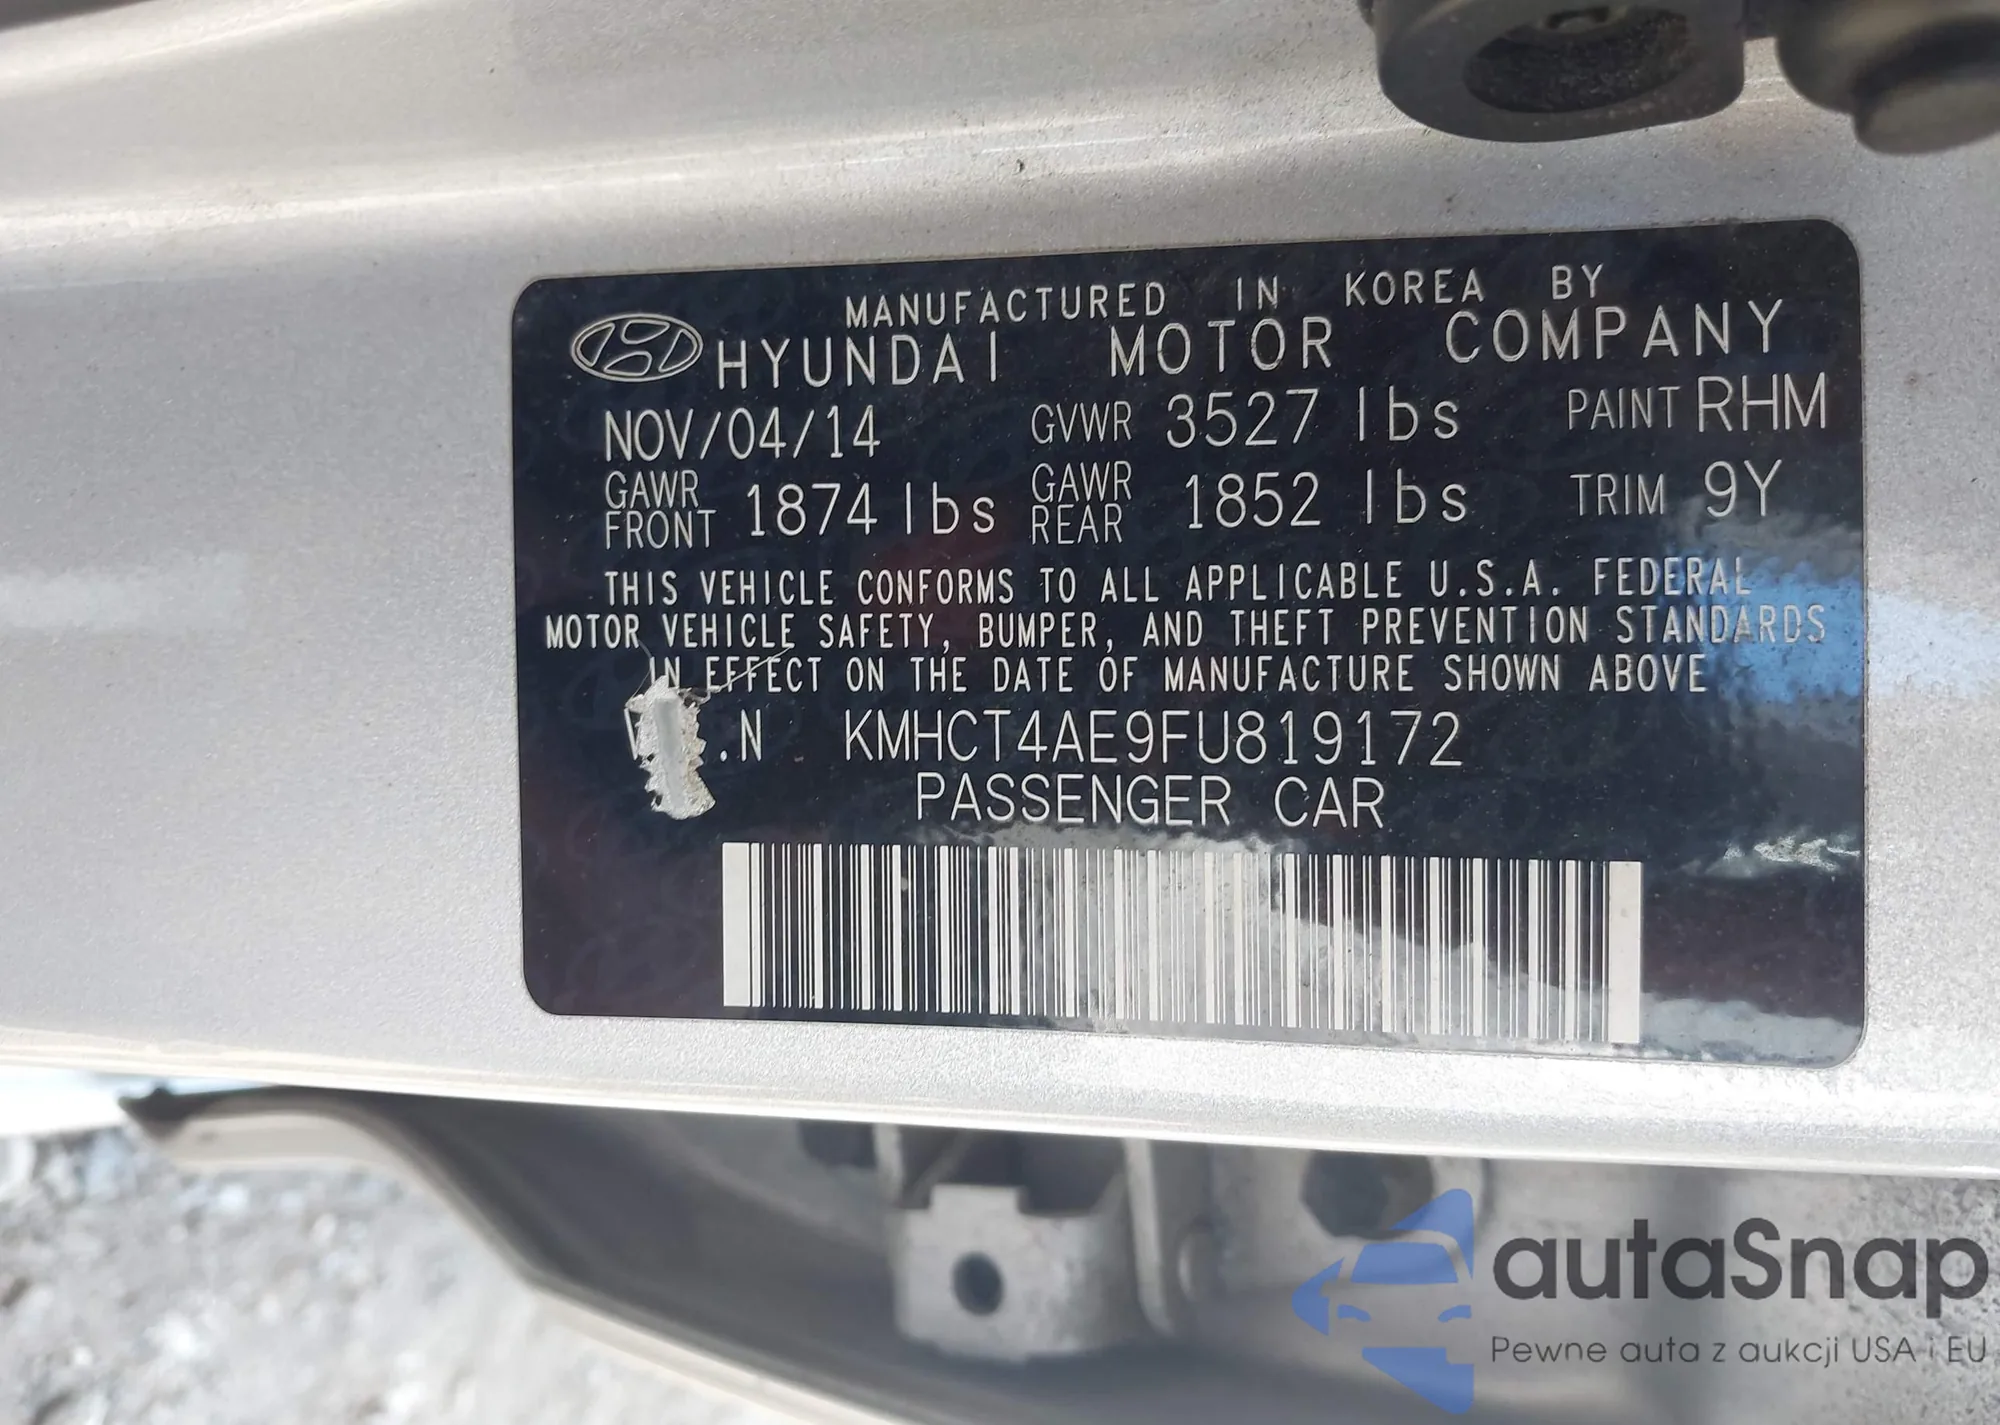 MANUFACTURED IN KOREA BY
HYUNDAI MOTOR COMPANY
NOV/04/14 GVWR 3527 lbs PAINT RHM
GAWR FRONT 1874 lbs GAWR REAR 1852 lbs TRIM 9Y
THIS VEHICLE CONFORMS TO ALL APPLICABLE U.S.A. FEDERAL
MOTOR VEHICLE SAFETY, BUMPER, AND THEFT PREVENTION STANDARDS
IN EFFECT ON THE DATE OF MANUFACTURE SHOWN ABOVE
KMHCT4AE9FU819172
PASSENGER CAR
autaSnap
Pewne auta z aukcji USA i EU